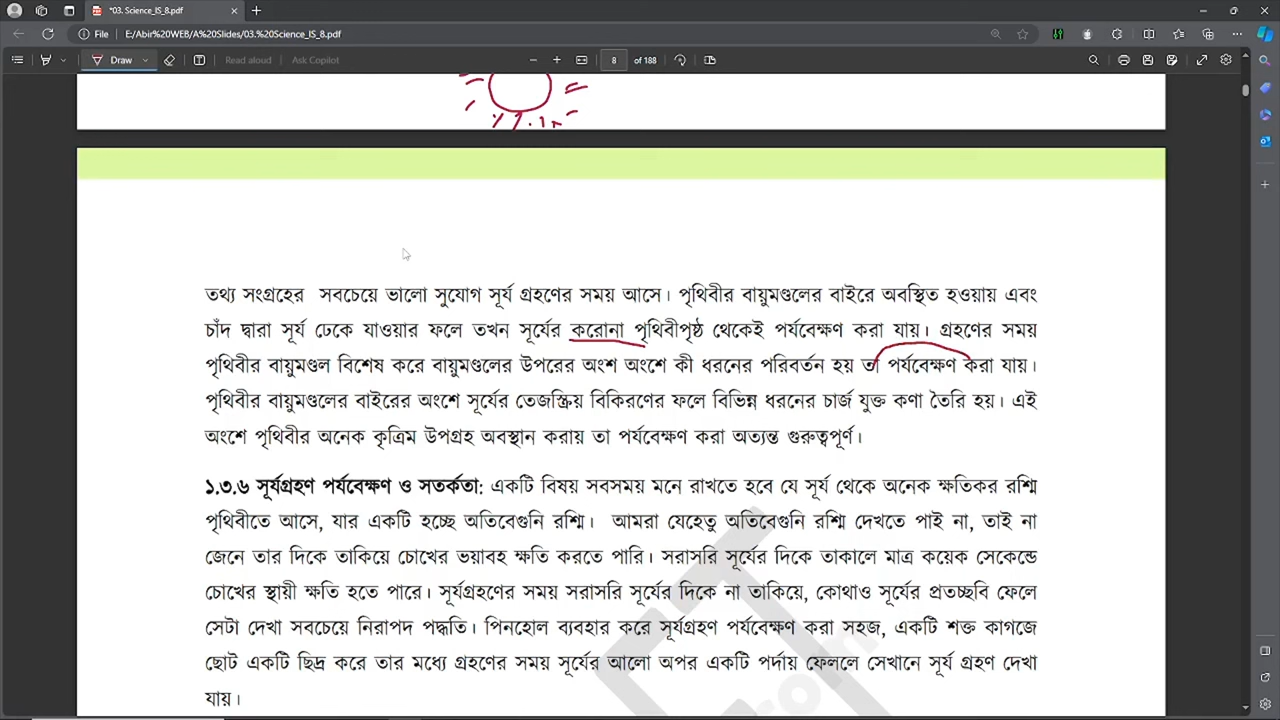 *03. Science_IS_8.pdf
File E:/Abir%20WEB/A%20Slides/03.%20Science_IS_8.pdf
Draw Read aloud Ask Copilot 8 of 188
তথ্য সংগ্রহের সবচেয়ে ভালো সুযোগ সূর্য গ্রহণের সময় আসে। পৃথিবীর বায়ুমণ্ডলের বাইরে অবস্থিত হওয়ায় এবং
চাঁদ দ্বারা সূর্য ঢেকে যাওয়ার ফলে তখন সূর্যের করোনা পৃথিবীপৃষ্ঠ থেকেই পর্যবেক্ষণ করা যায়। গ্রহণের সময়
পৃথিবীর বায়ুমণ্ডল বিশেষ করে বায়ুমণ্ডলের উপরের অংশ অংশে কী ধরনের পরিবর্তন হয় তা পর্যবেক্ষণ করা যায়।
পৃথিবীর বায়ুমণ্ডলের বাইরের অংশে সূর্যের তেজস্ক্রিয় বিকিরণের ফলে বিভিন্ন ধরনের চার্জ যুক্ত কণা তৈরি হয়। এই
অংশে পৃথিবীর অনেক কৃত্রিম উপগ্রহ অবস্থান করায় তা পর্যবেক্ষণ করা অত্যন্ত গুরুত্বপূর্ণ।
১.৩.৬ সূর্যগ্রহণ পর্যবেক্ষণ ও সতর্কতা: একটি বিষয় সবসময় মনে রাখতে হবে যে সূর্য থেকে অনেক ক্ষতিকর রশ্মি
পৃথিবীতে আসে, যার একটি হচ্ছে অতিবেগুনি রশ্মি। আমরা যেহেতু অতিবেগুনি রশ্মি দেখতে পাই না, তাই না
জেনে তার দিকে তাকিয়ে চোখের ভয়াবহ ক্ষতি করতে পারি। সরাসরি সূর্যের দিকে তাকালে মাত্র কয়েক সেকেন্ডে
চোখের স্থায়ী ক্ষতি হতে পারে। সূর্যগ্রহণের সময় সরাসরি সূর্যের দিকে না তাকিয়ে, কোথাও সূর্যের প্রতচ্ছবি ফেলে
সেটা দেখা সবচেয়ে নিরাপদ পদ্ধতি। পিনহোল ব্যবহার করে সূর্যগ্রহণ পর্যবেক্ষণ করা সহজ, একটি শক্ত কাগজে
ছোট একটি ছিদ্র করে তার মধ্যে গ্রহণের সময় সূর্যের আলো অপর একটি পর্দায় ফেললে সেখানে সূর্য গ্রহণ দেখা
যায়।